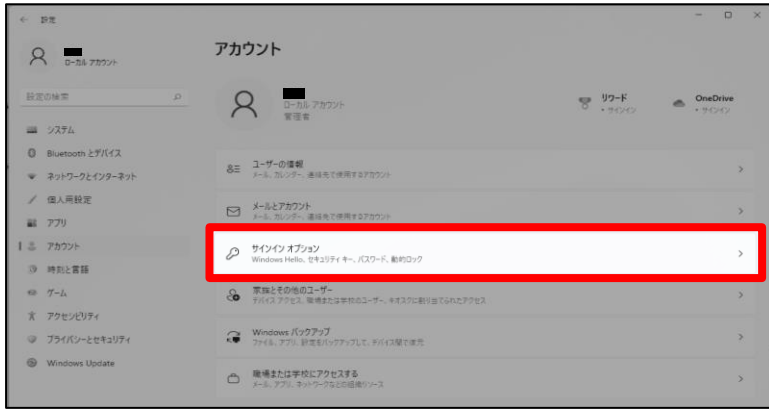 設定
アカウント
ローカル アカウント
設定の検索
ローカル アカウント
管理者
リワード
• サインイン
OneDrive
• サインイン
システム
Bluetooth とデバイス
ネットワークとインターネット
個人用設定
アプリ
アカウント
時刻と言語
ゲーム
アクセシビリティ
プライバシーとセキュリティ
Windows Update
ユーザーの情報
メール、カレンダー、連絡先で使用するアカウント
メールとアカウント
メール、カレンダー、連絡先で使用するアカウント
サインイン オプション
Windows Hello、セキュリティ キー、パスワード、動的ロック
家族とその他のユーザー
デバイス アクセス、職場または学校のユーザー、キオスクに割り当てられたアクセス
Windows バックアップ
ファイル、アプリ、設定をバックアップして、デバイス間で復元
職場または学校にアクセスする
メール、アプリ、ネットワークなどの組織リソース